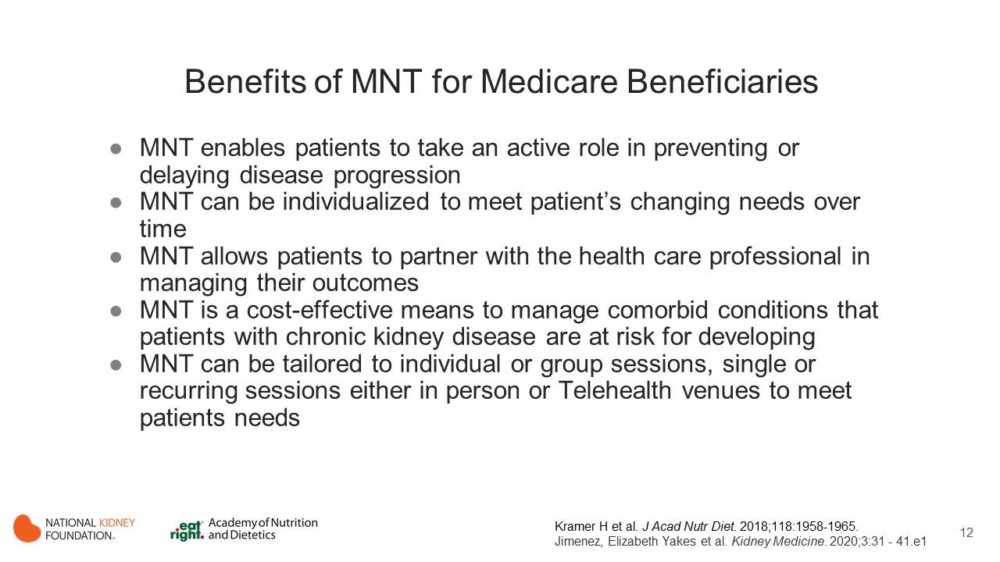 Benefits of MNT for Medicare Beneficiaries
● MNT enables patients to take an active role in preventing or
delaying disease progression
● MNT can be individualized to meet patient’s changing needs over
time
● MNT allows patients to partner with the health care professional in
managing their outcomes
● MNT is a cost-effective means to manage comorbid conditions that
patients with chronic kidney disease are at risk for developing
● MNT can be tailored to individual or group sessions, single or
recurring sessions either in person or Telehealth venues to meet
patients needs
NATIONAL KIDNEY
FOUNDATION®
eat
right.
Academy of Nutrition
and Dietetics
Kramer H et al. J Acad Nutr Diet. 2018;118:1958-1965.
Jimenez, Elizabeth Yakes et al. Kidney Medicine. 2020;3:31 - 41.e1
12